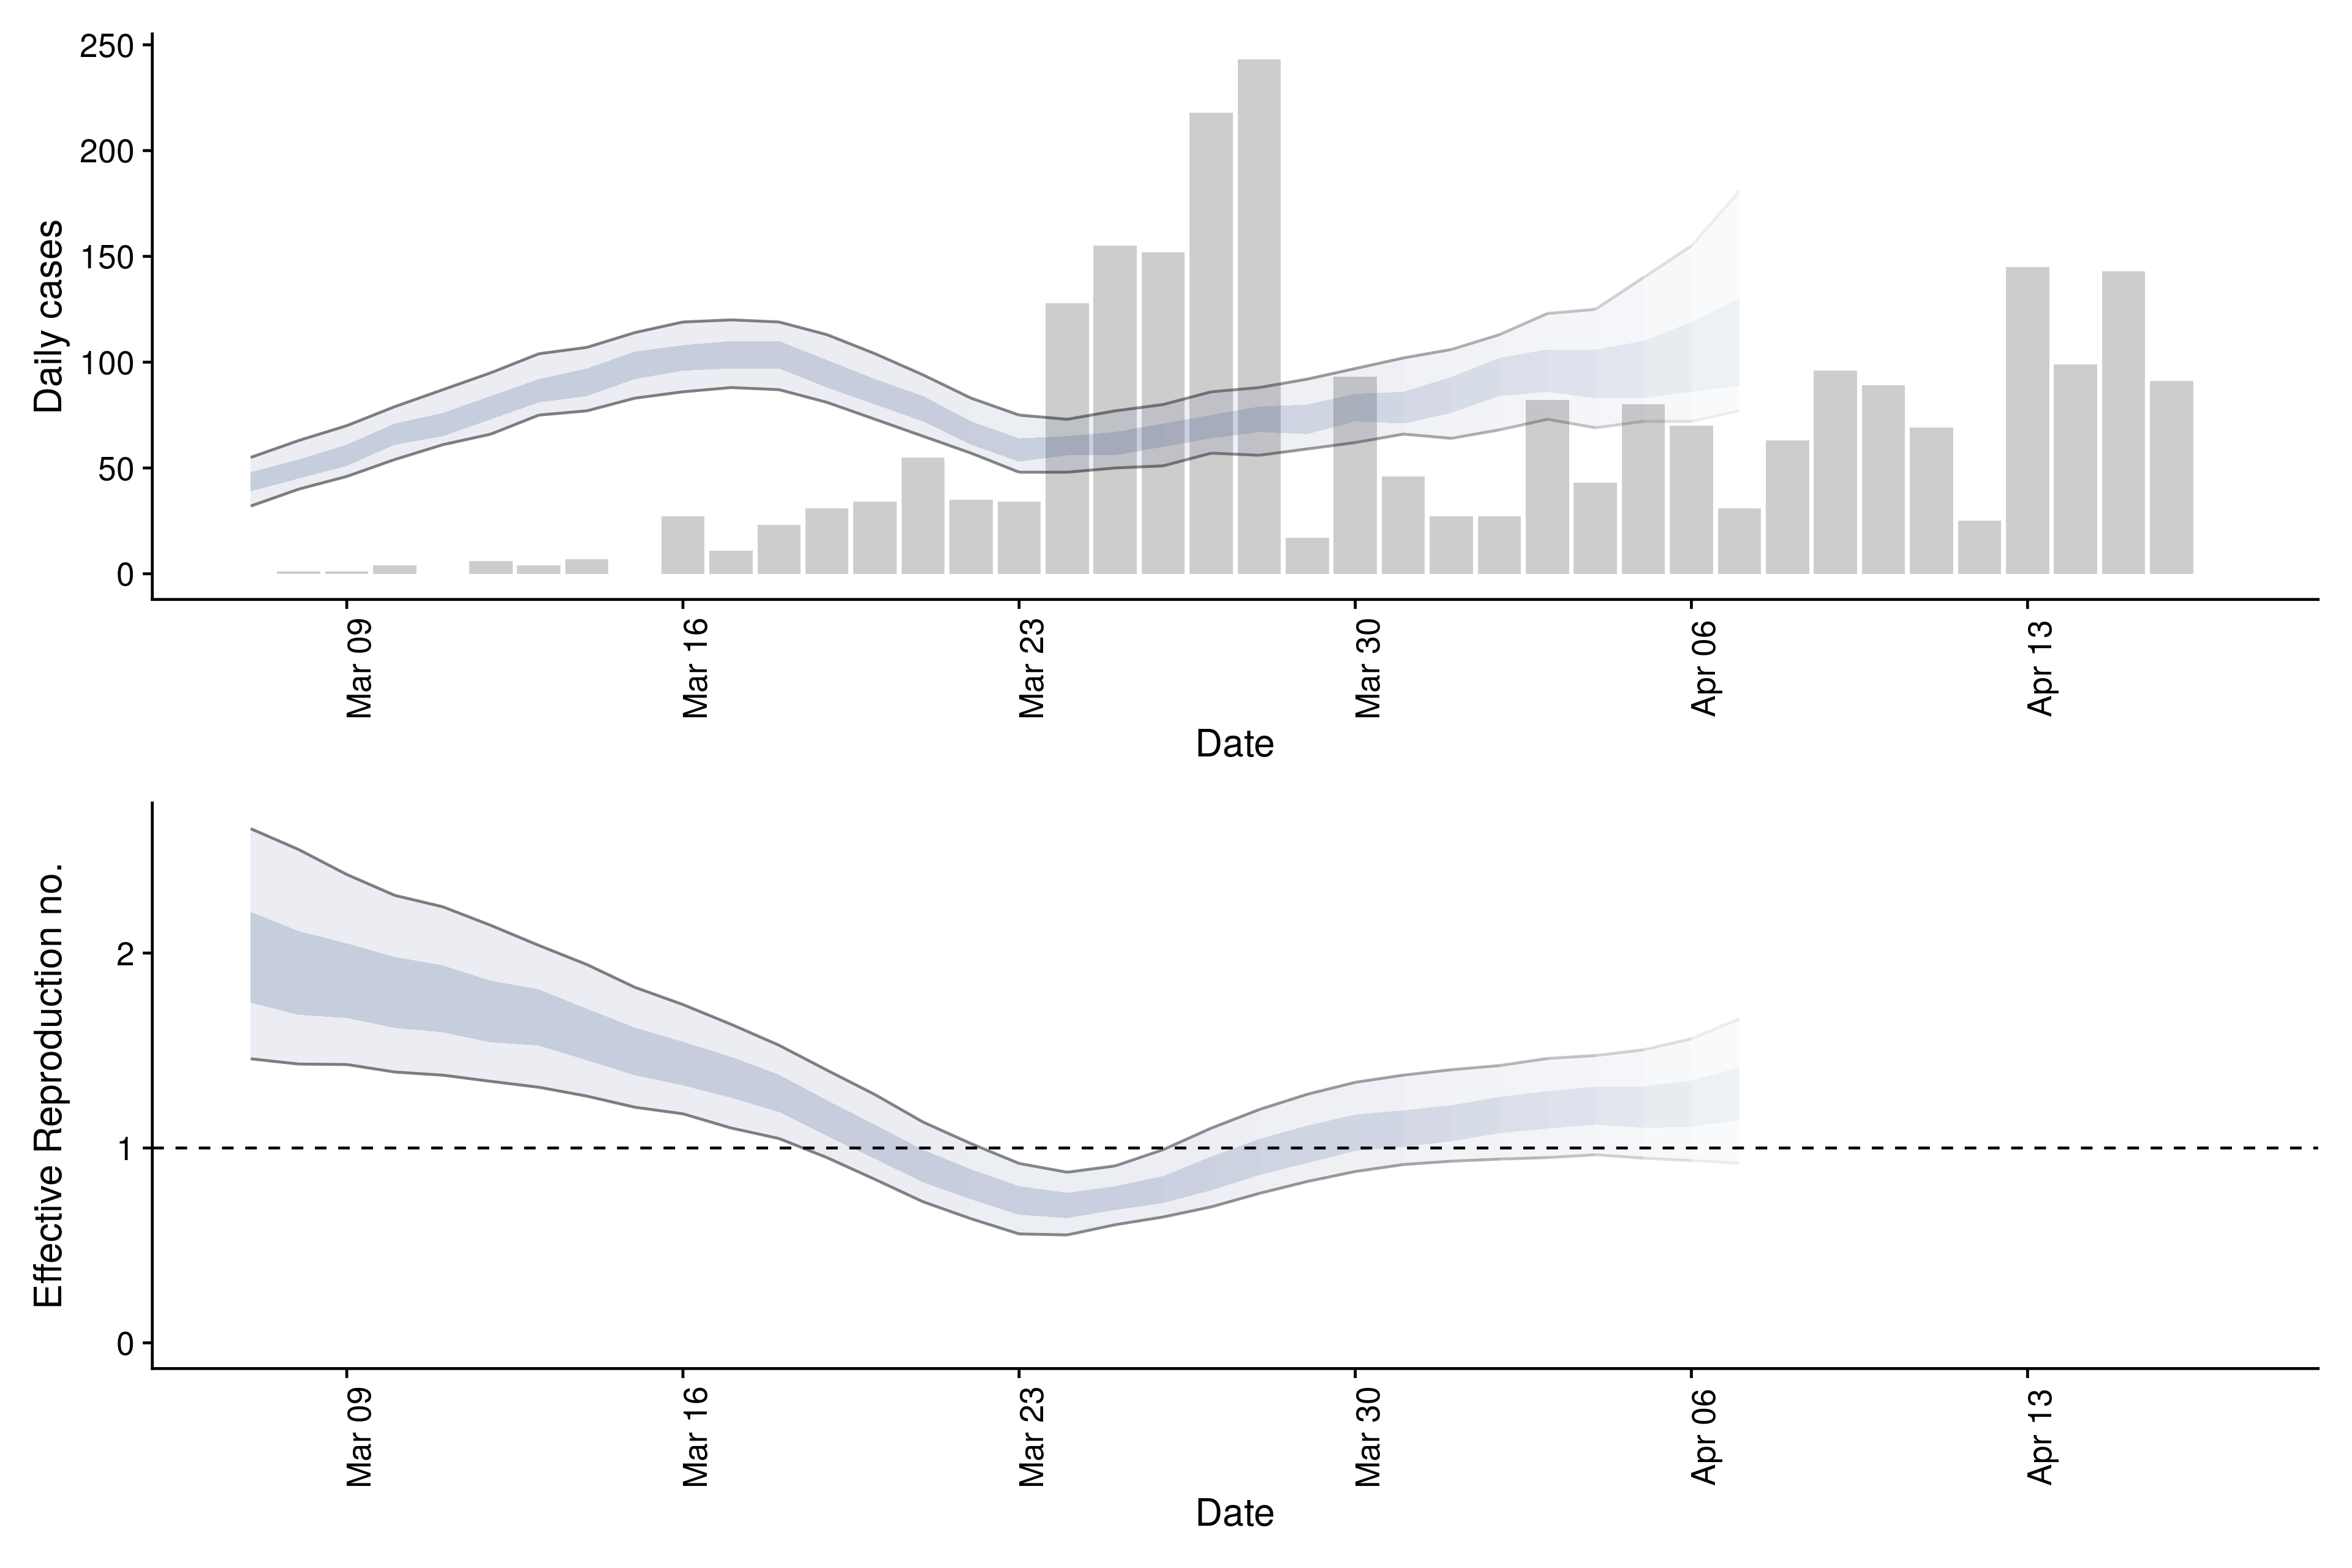 250
200
150
100
50
0
Daily cases
Mar 09
Mar 16
Mar 23
Mar 30
Apr 06
Apr 13
Date
2
1
0
Effective Reproduction no.
Mar 09
Mar 16
Mar 23
Mar 30
Apr 06
Apr 13
Date